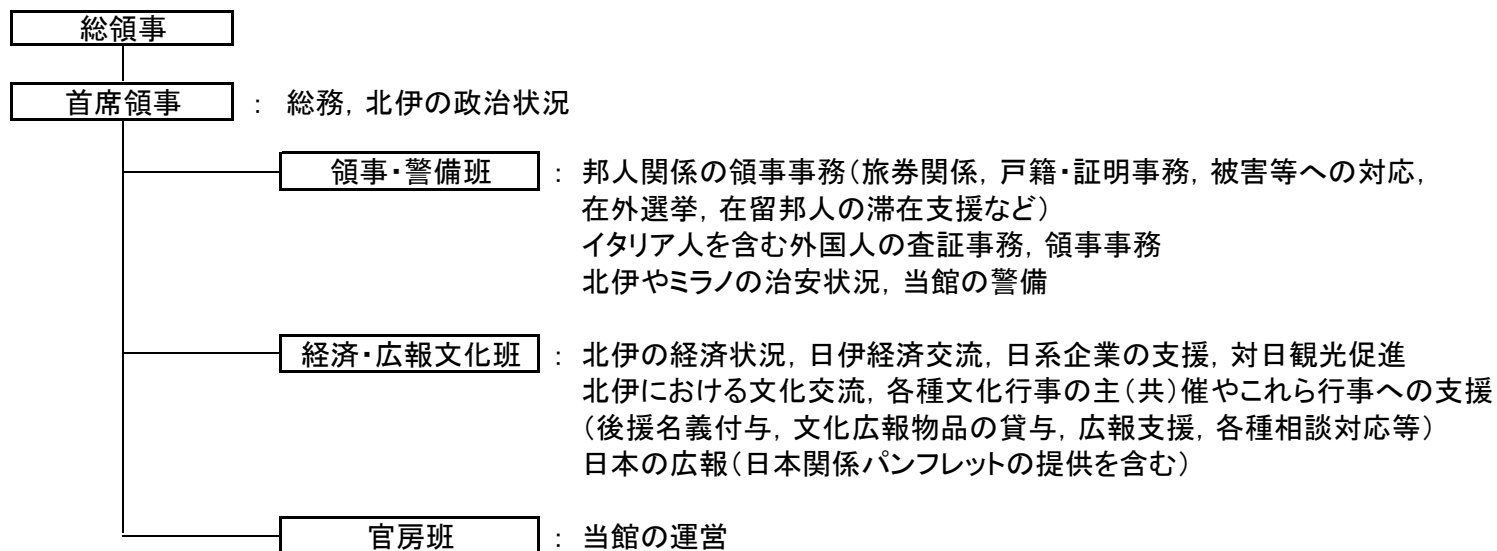 総領事
首席領事 : 総務, 北伊の政治状況
領事・警備班 : 邦人関係の領事事務(旅券関係, 戸籍・証明事務, 被害等への対応,
在外選挙, 在留邦人の滞在支援など)
イタリア人を含む外国人の査証事務, 領事事務
北伊やミラノの治安状況, 当館の警備
経済・広報文化班 : 北伊の経済状況, 日伊経済交流, 日系企業の支援, 対日観光促進
北伊における文化交流, 各種文化行事の主(共)催やこれら行事への支援
(後援名義付与, 文化広報物品の貸与, 広報支援, 各種相談対応等)
日本の広報(日本関係パンフレットの提供を含む)
官房班 : 当館の運営